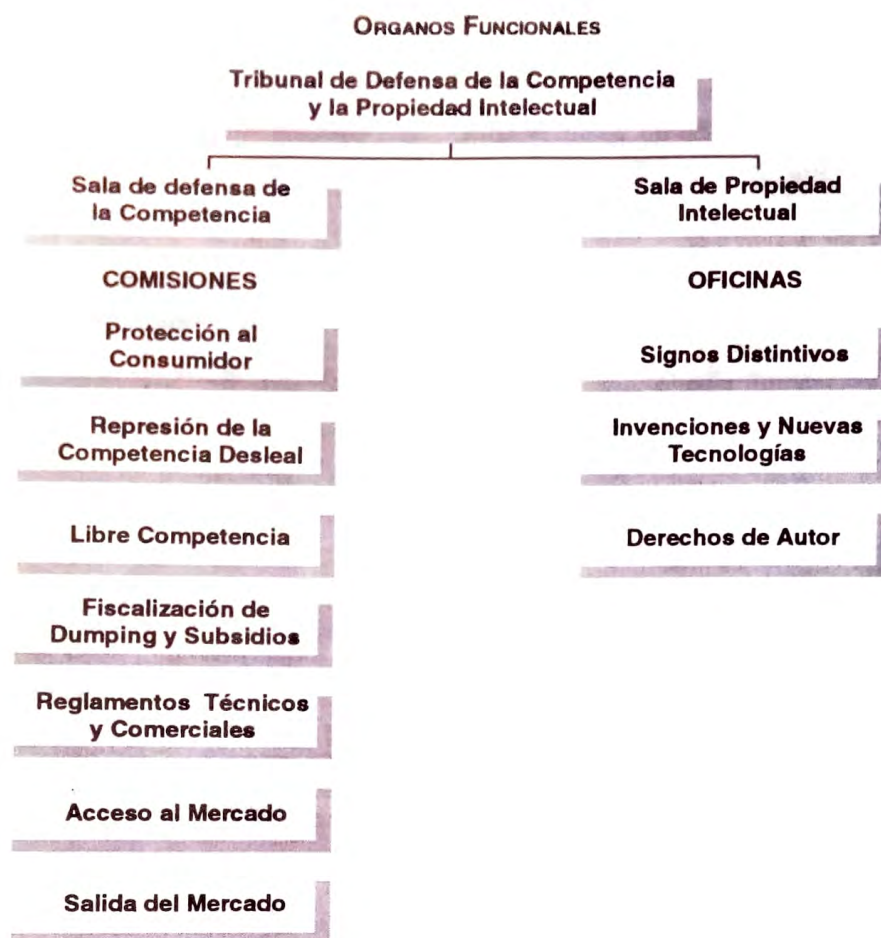 ORGANOS FUNCIONALES
Tribunal de Defensa de la Competencia
y la Propiedad Intelectual
Sala de defensa de
la Competencia
COMISIONES
Protección al
Consumidor
Represión de la
Competencia Desleal
Libre Competencia
Fiscalización de
Dumping y Subsidios
Reglamentos Técnicos
y Comerciales
Acceso al Mercado
Salida del Mercado
Sala de Propiedad
Intelectual
OFICINAS
Signos Distintivos
Invenciones y Nuevas
Tecnologías
Derechos de Autor